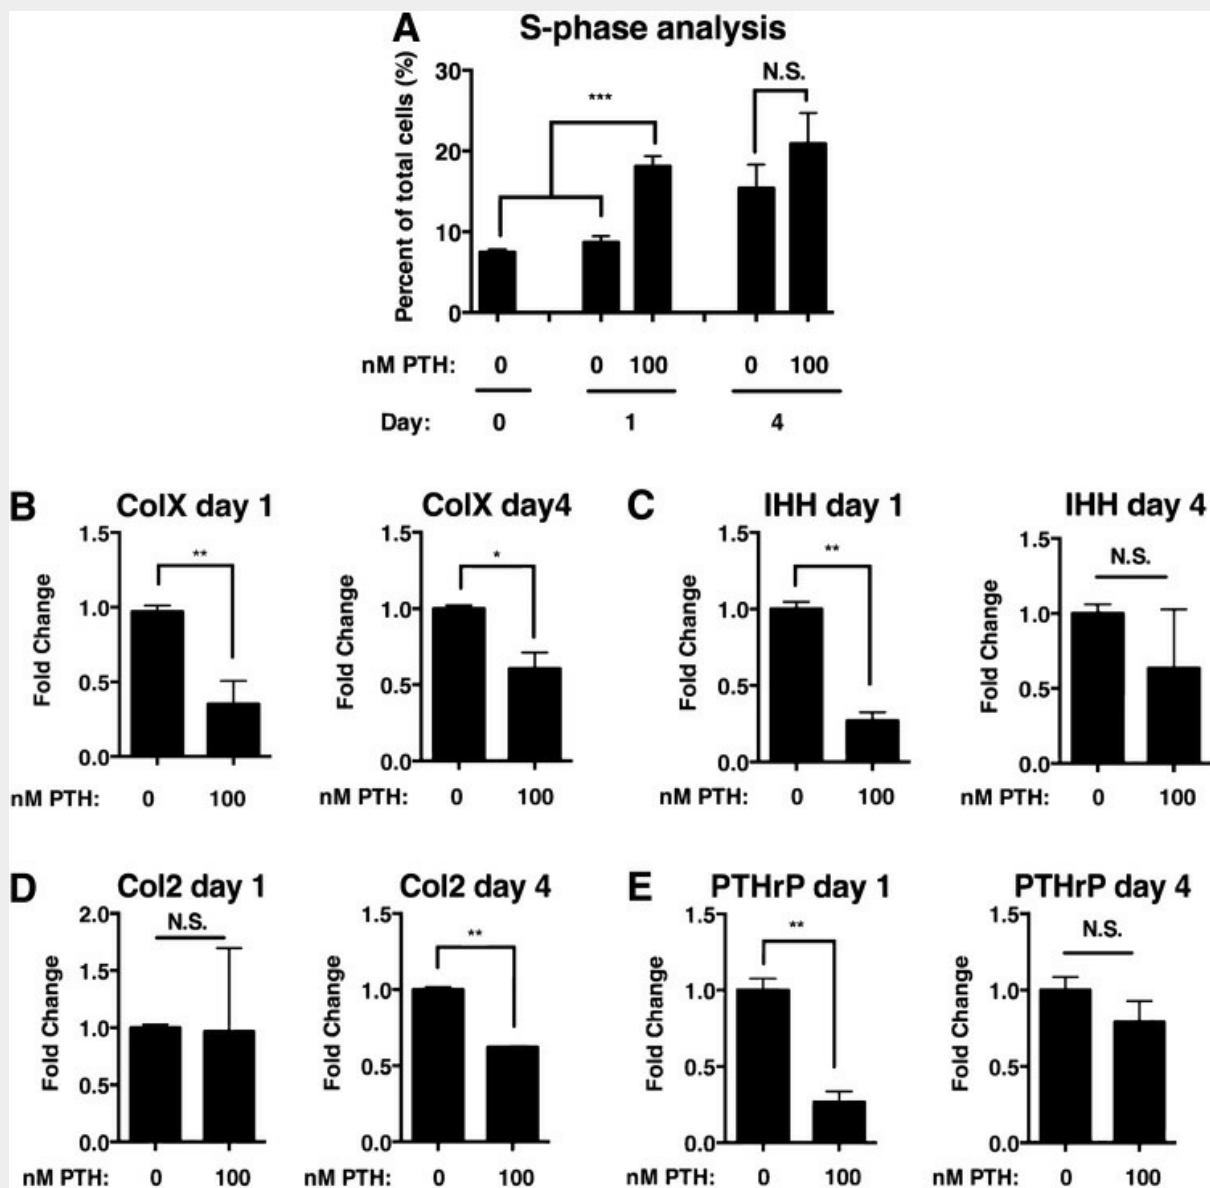 A S-phase analysis
Percent of total cells (%)
30
20
10
0
***
N.S.
nM PTH: 0 0 100 0 100
Day: 0 1 4
B ColX day 1
Fold Change
1.5
1.0
0.5
0.0
**
nM PTH: 0 100
ColX day4
Fold Change
1.5
1.0
0.5
0.0
*
nM PTH: 0 100
C IHH day 1
Fold Change
1.5
1.0
0.5
0.0
**
nM PTH: 0 100
IHH day 4
Fold Change
1.5
1.0
0.5
0.0
N.S.
nM PTH: 0 100
D Col2 day 1
Fold Change
2.0
1.5
1.0
0.5
0.0
N.S.
nM PTH: 0 100
Col2 day 4
Fold Change
1.5
1.0
0.5
0.0
**
nM PTH: 0 100
E PTHrP day 1
Fold Change
1.5
1.0
0.5
0.0
**
nM PTH: 0 100
PTHrP day 4
Fold Change
1.5
1.0
0.5
0.0
N.S.
nM PTH: 0 100